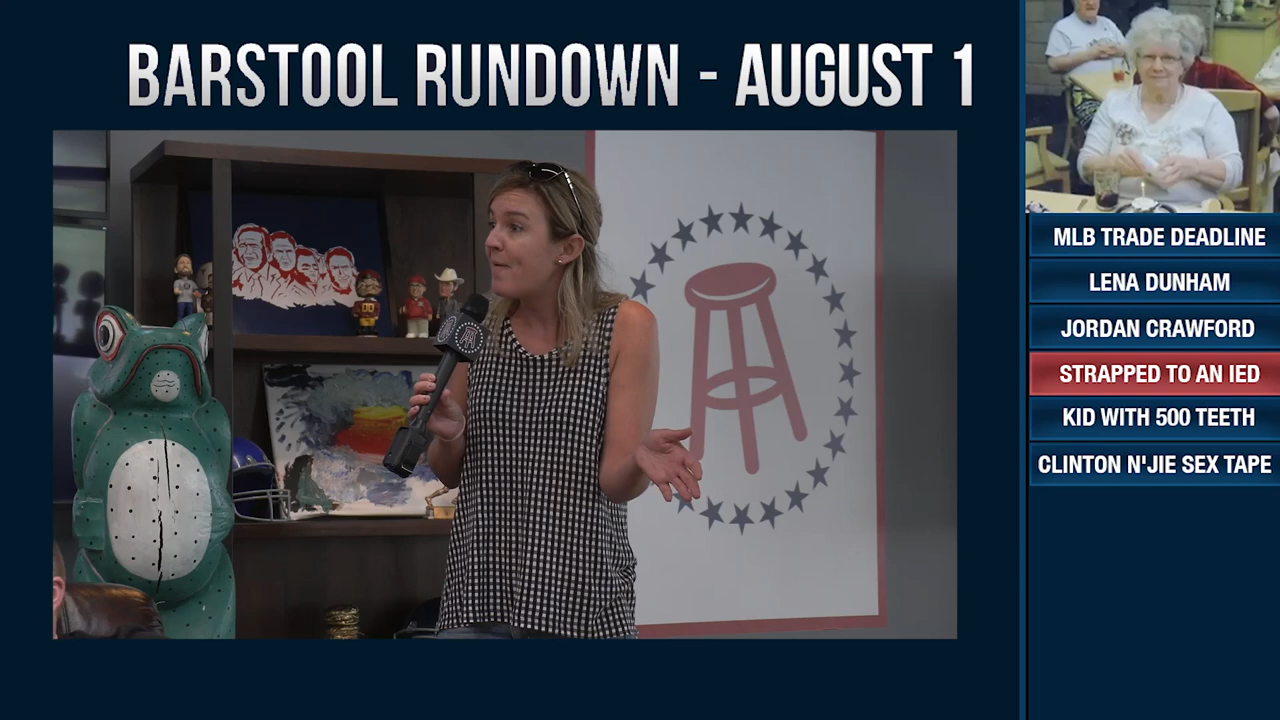 BARSTOOL RUNDOWN - AUGUST 1
MLB TRADE DEADLINE
LENA DUNHAM
JORDAN CRAWFORD
STRAPPED TO AN IED
KID WITH 500 TEETH
CLINTON N'JIE SEX TAPE